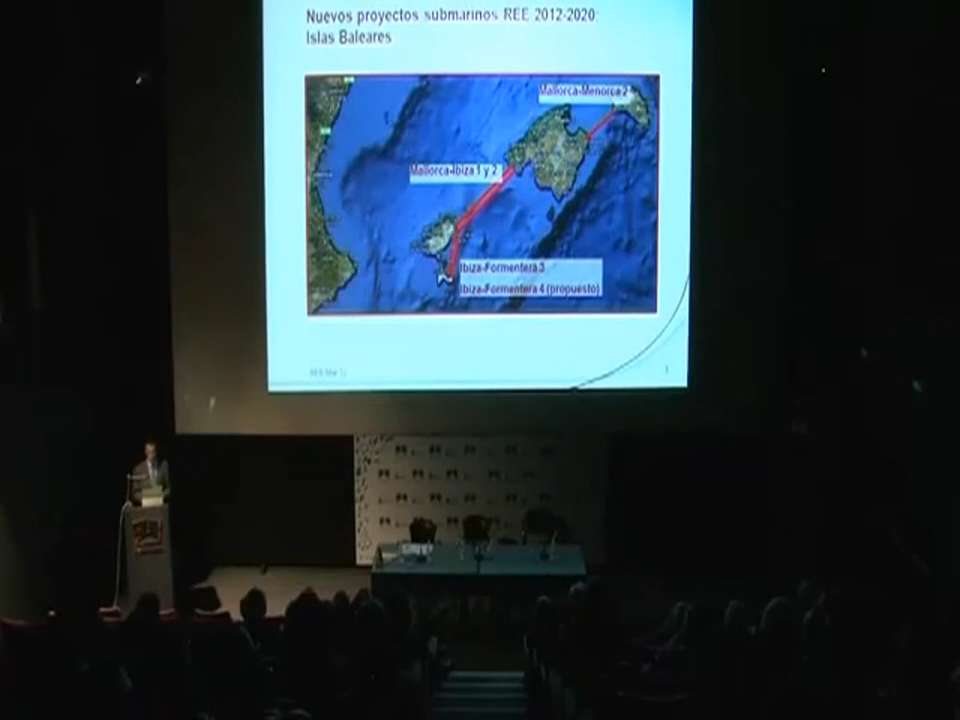 Nuevos proyectos submarinos REE 2012-2020:
Islas Baleares
Mallorca-Menorca 2
Mallorca-Ibiza 1 y 2
Ibiza-Formentera 3
Ibiza-Formentera 4 (propuesto)
1